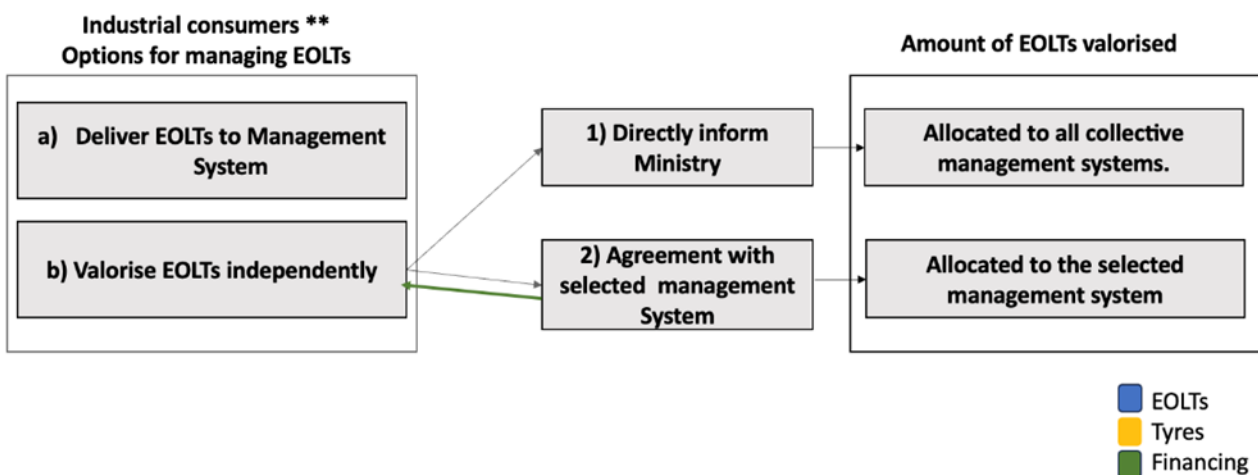 Industrial consumers **
Options for managing EOLTs
a) Deliver EOLTs to Management
System
b) Valorise EOLTs independently
1) Directly inform
Ministry
2) Agreement with
selected management
System
Amount of EOLTs valorised
Allocated to all collective
management systems.
Allocated to the selected
management system
EOLTs
Tyres
Financing